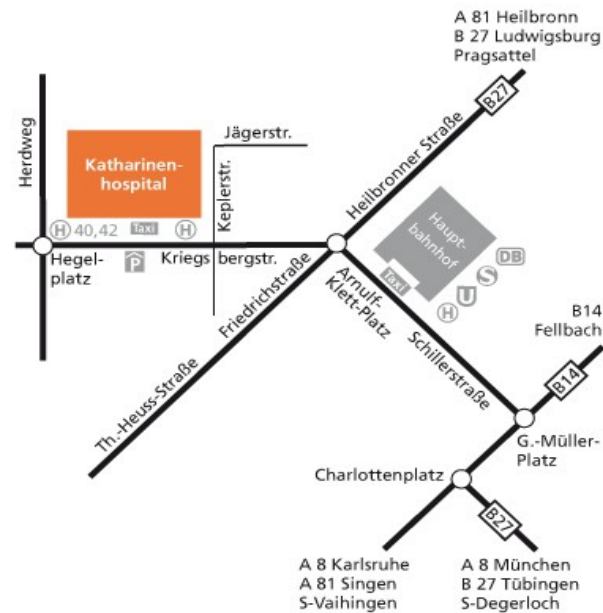 A 81 Heilbronn
B 27 Ludwigsburg
Pragsattel
B27
Herdweg
Katharinen-
hospital
Jägerstr.
Keplerstr.
Heilbronner Straße
Haupt-
bahnhof
Taxi
DB
S
U
H
H 40,42 Taxi H
Hegel-
platz
P
Kriegsbergstr.
Friedrichstraße
Arnulf-
Klett-Platz
Schillerstraße
B14
Fellbach
B14
Th.-Heuss-Straße
G.-Müller-
Platz
Charlottenplatz
B27
A 8 Karlsruhe
A 81 Singen
S-Vaihingen
A 8 München
B 27 Tübingen
S-Degerloch